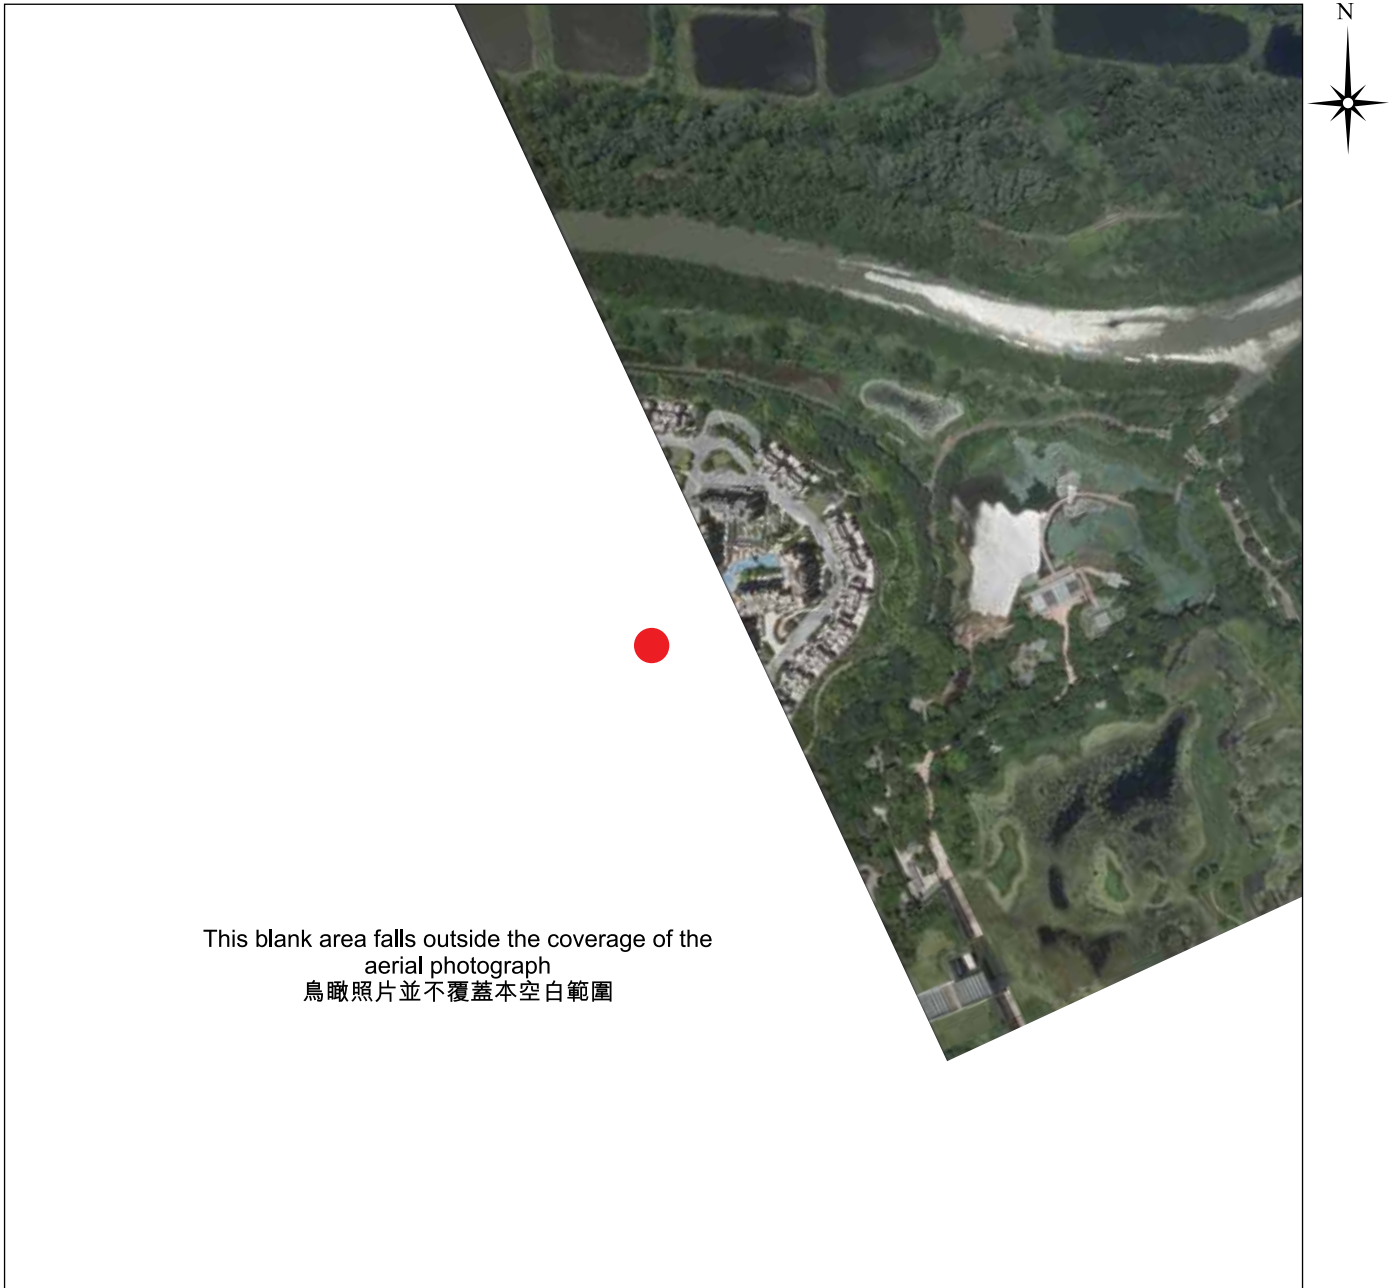 N
This blank area falls outside the coverage of the
aerial photograph
鳥瞰照片並不覆蓋本空白範圍